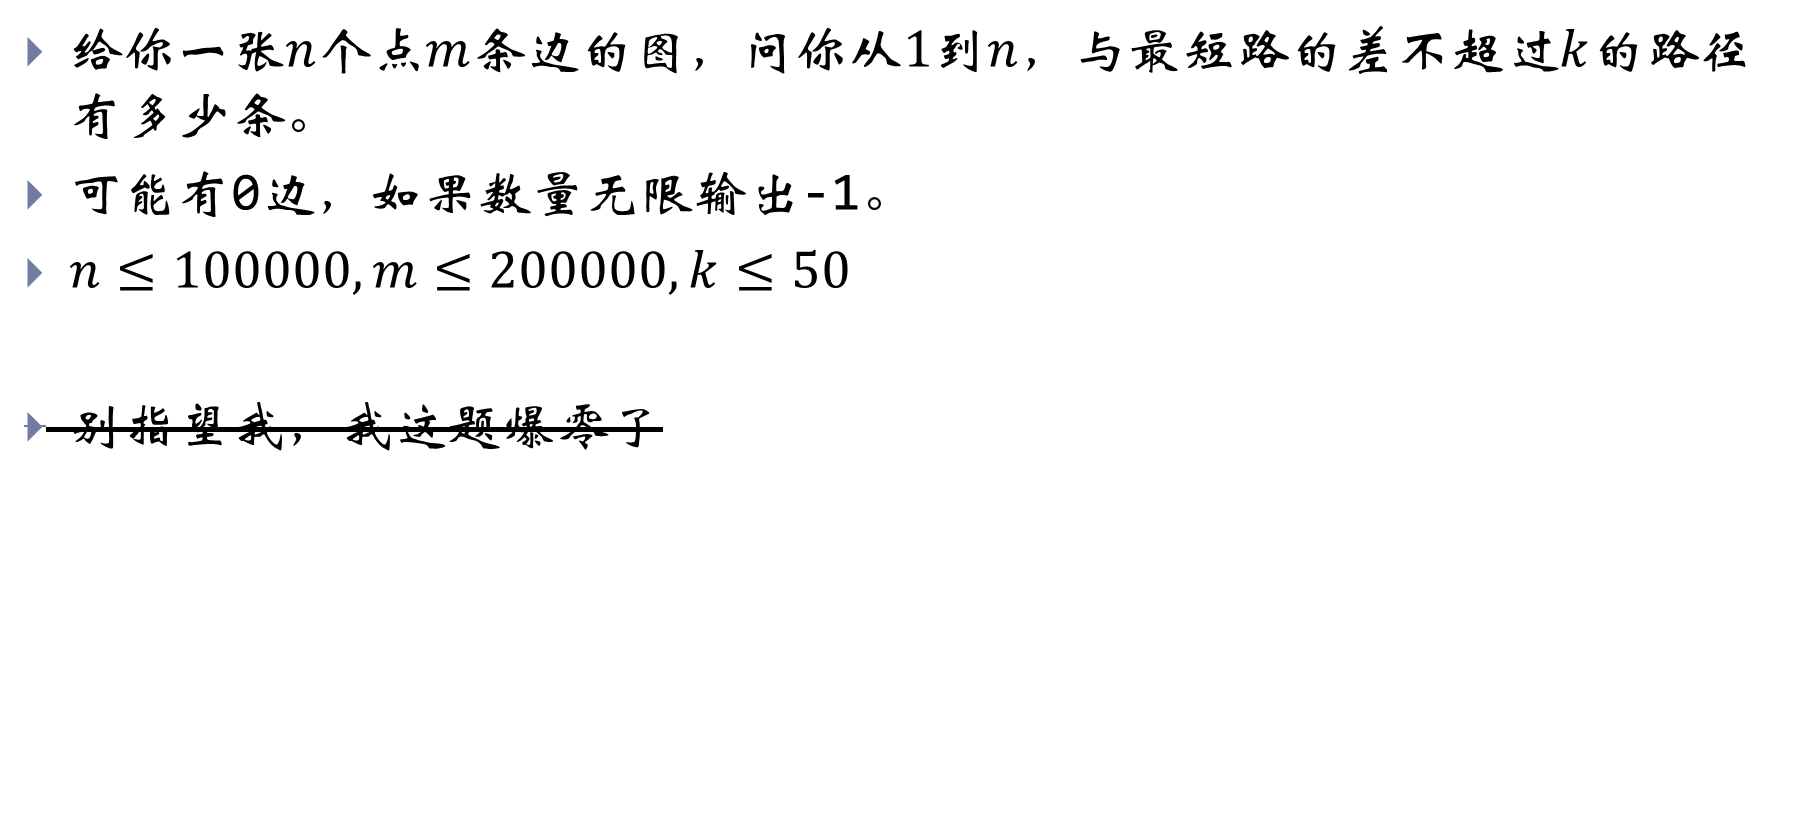 给你一张n个点m条边的图，问你从1到n，与最短路的差不超过k的路径
有多少条。
可能有0边，如果数量无限输出-1。
n ≤ 100000, m ≤ 200000, k ≤ 50
别指望我，我这题爆零了